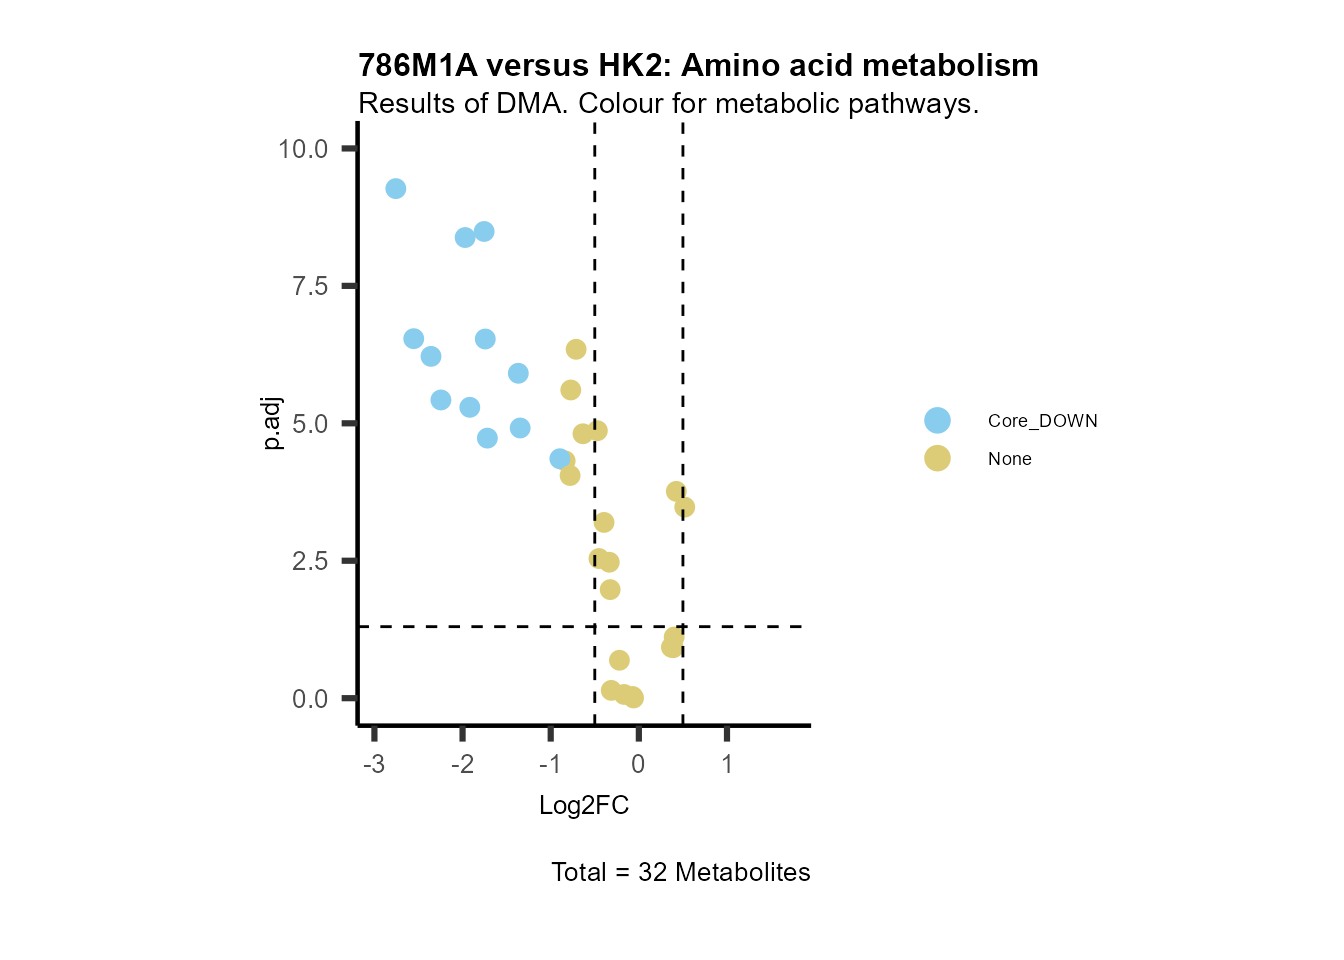 786M1A versus HK2: Amino acid metabolism
Results of DMA. Colour for metabolic pathways.
10.0
7.5
5.0
2.5
0.0
p.adj
-3
-2
-1
0
1
Log2FC
Core_DOWN
None
Total = 32 Metabolites